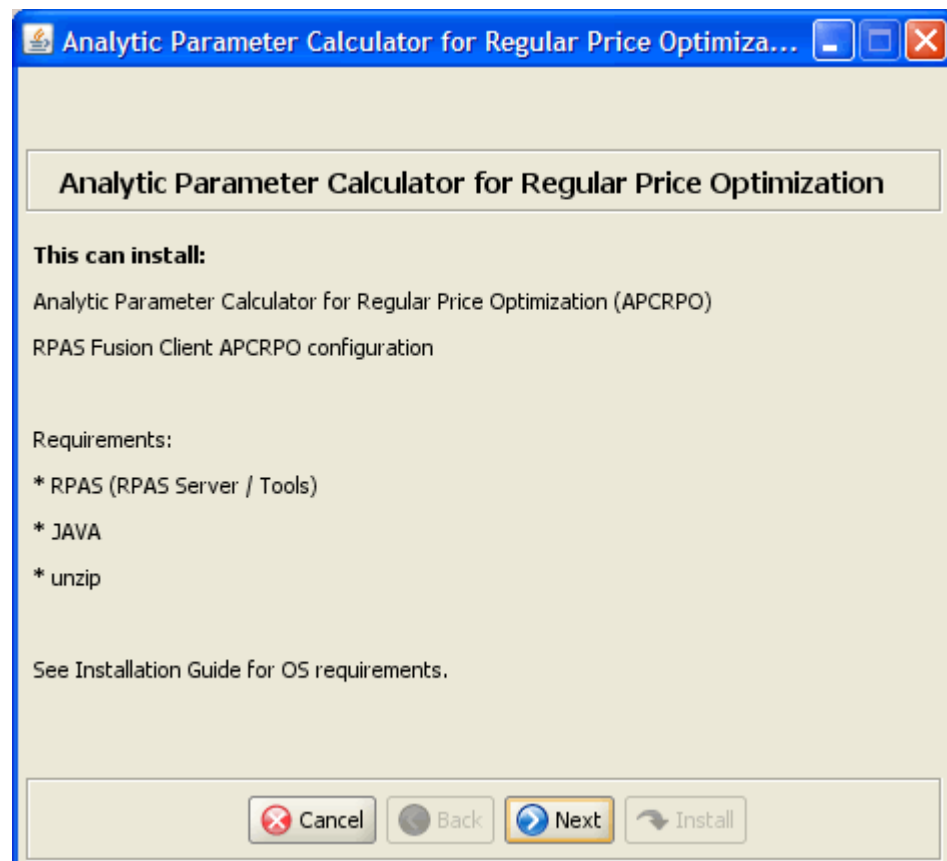 Analytic Parameter Calculator for Regular Price Optimiza...
Analytic Parameter Calculator for Regular Price Optimization
This can install:
Analytic Parameter Calculator for Regular Price Optimization (APCRPO)
RPAS Fusion Client APCRPO configuration
Requirements:
* RPAS (RPAS Server / Tools)
* JAVA
* unzip
See Installation Guide for OS requirements.
Cancel Back Next Install